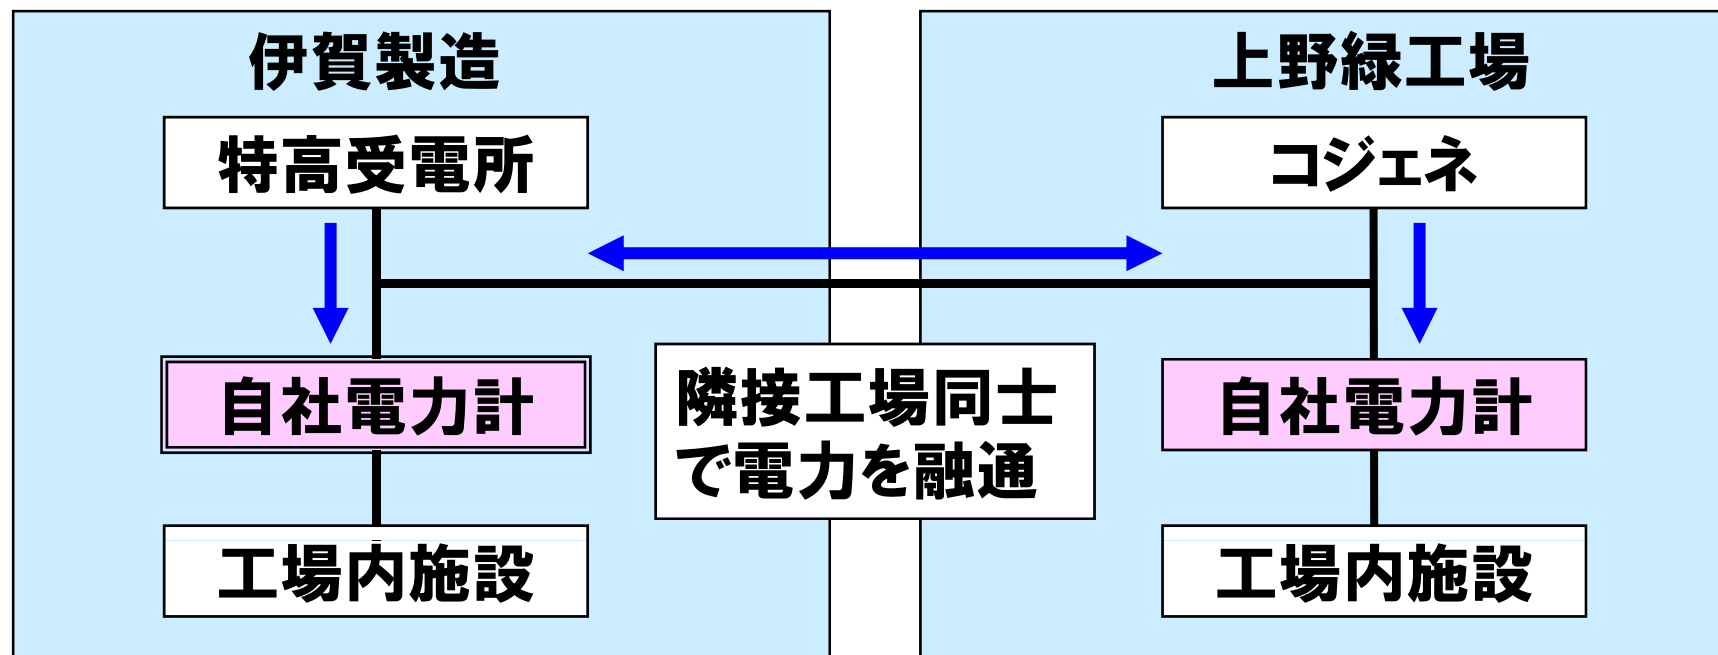 伊賀製造
特高受電所
自社電力計
工場内施設
隣接工場同士
で電力を融通
上野緑工場
コジェネ
自社電力計
工場内施設